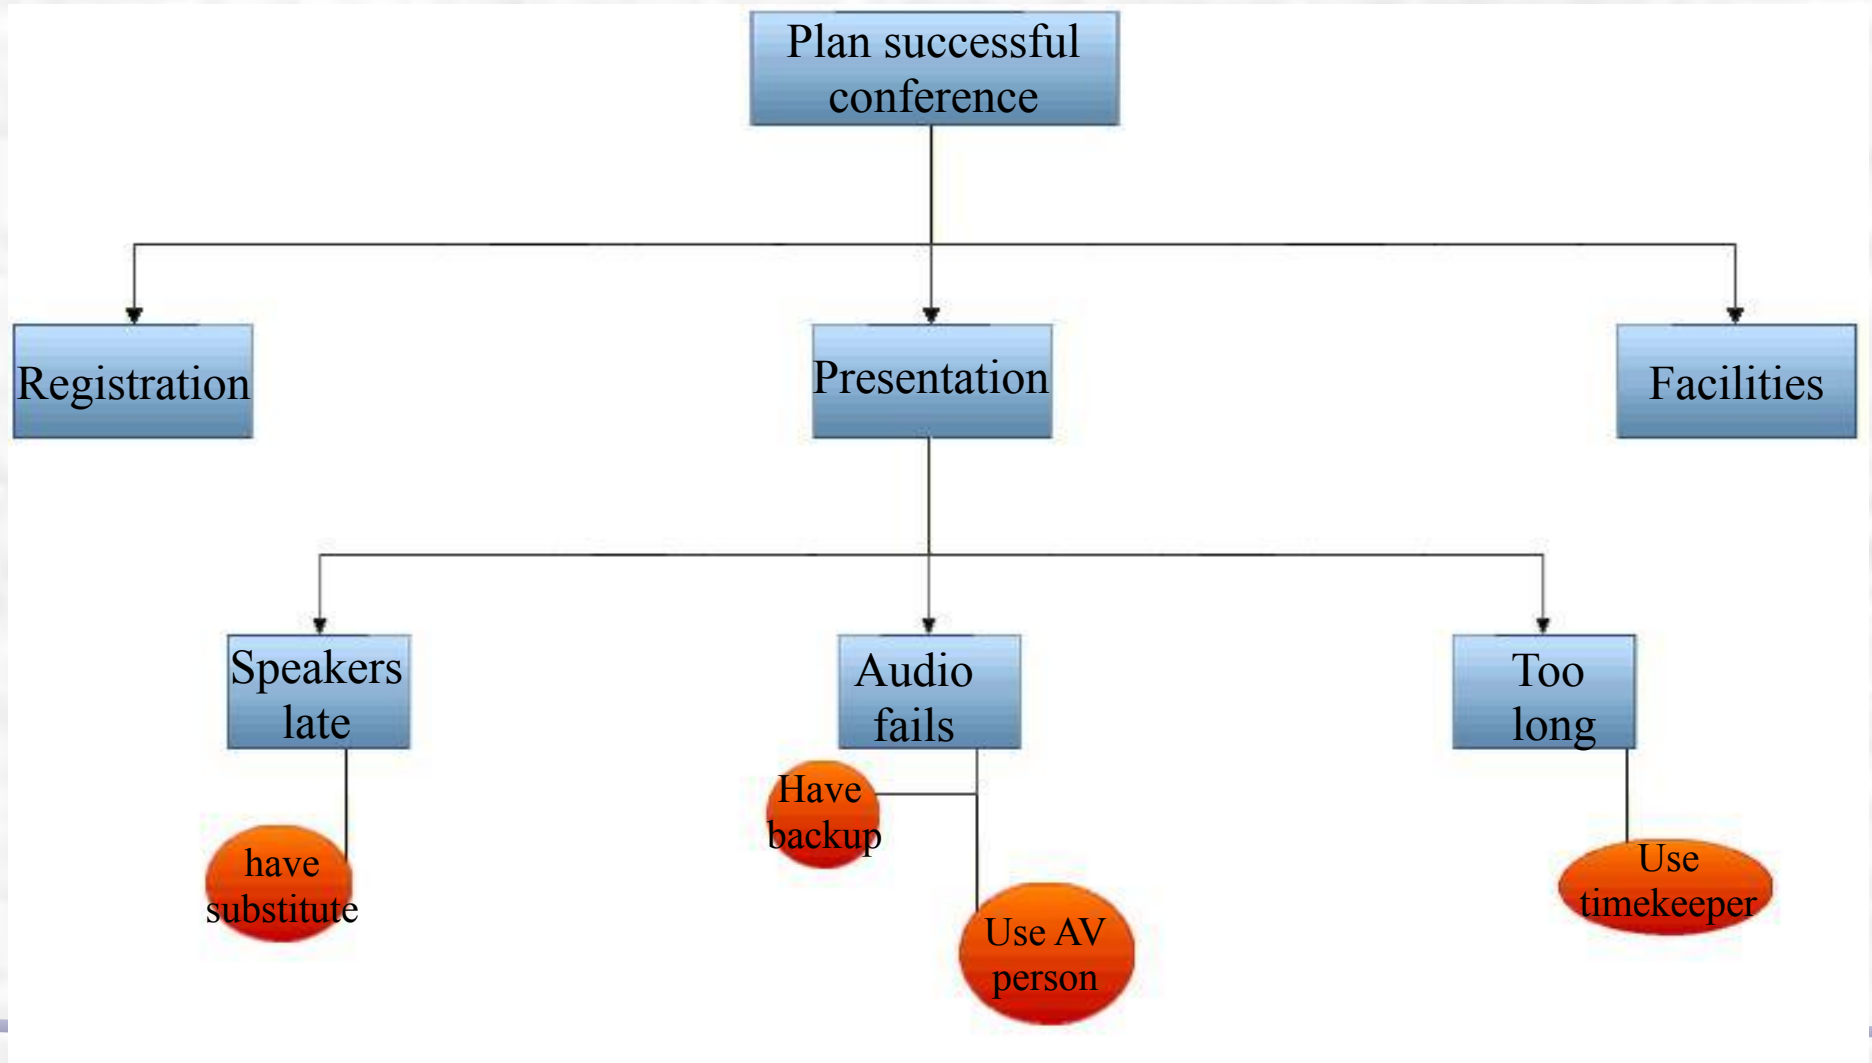 Plan successful
conference
Registration
Presentation
Facilities
Speakers
late
Audio
fails
Too
long
have
substitute
Have
backup
Use AV
person
Use
timekeeper